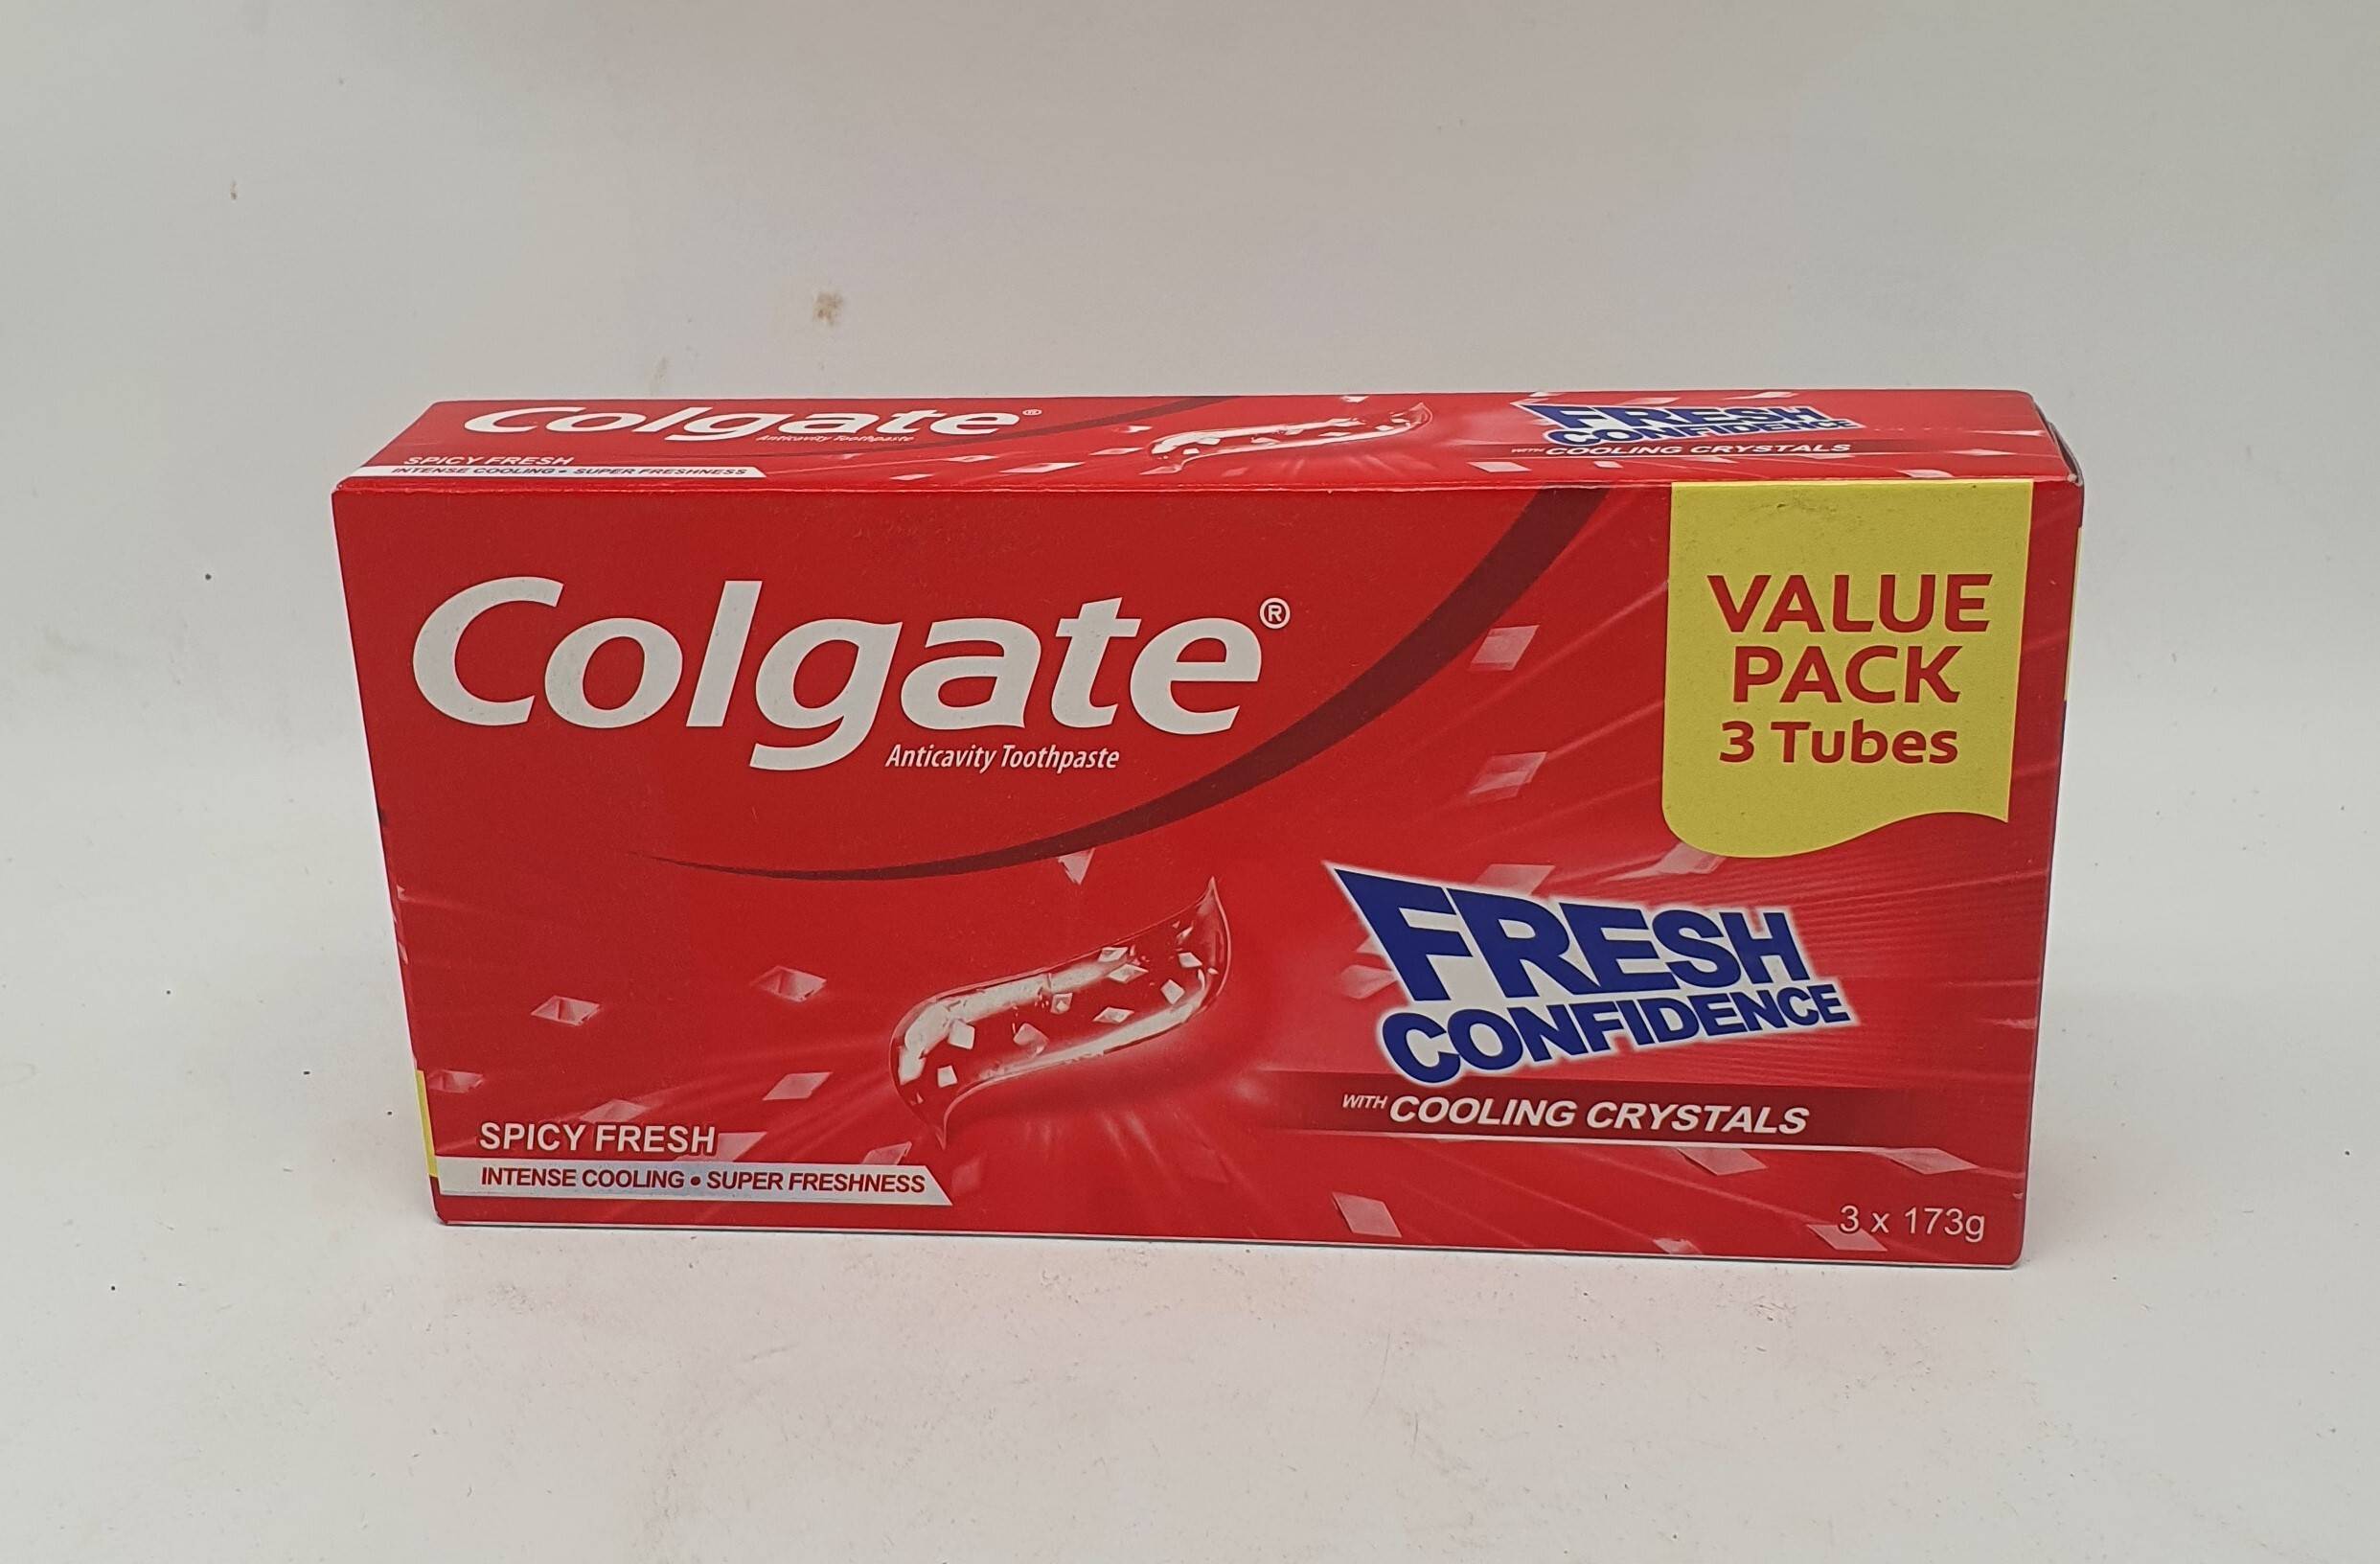 Colgate®
Anticavity Toothpaste
SPICY FRESH
INTENSE COOLING • SUPER FRESHNESS
FRESH
CONFIDENCE
WITH COOLING CRYSTALS
Colgate®
Anticavity Toothpaste
VALUE
PACK
3 Tubes
FRESH
CONFIDENCE
WITH COOLING CRYSTALS
SPICY FRESH
INTENSE COOLING • SUPER FRESHNESS
3 x 173g